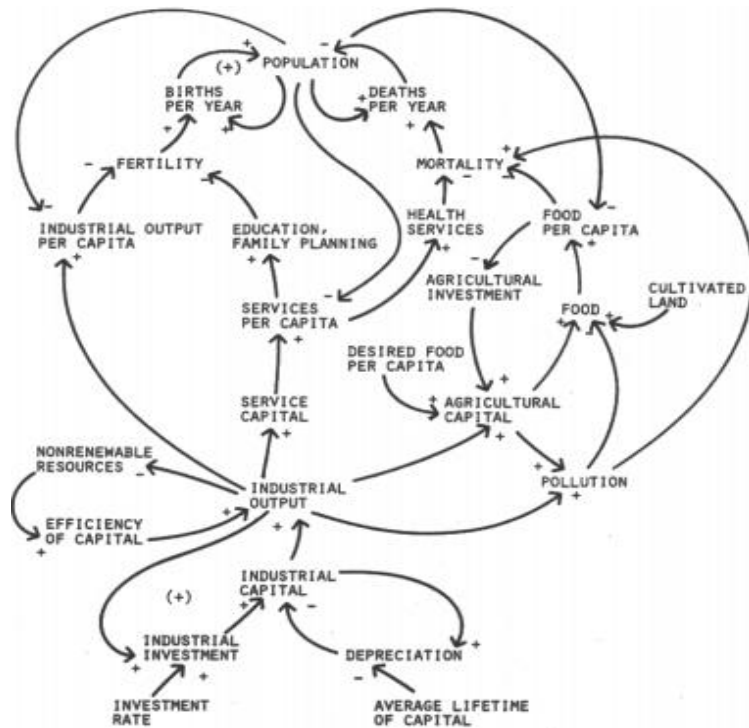 POPULATION
(+)
BIRTHS
PER YEAR
DEATHS
PER YEAR
FERTILITY
MORTALITY
INDUSTRIAL OUTPUT
PER CAPITA
EDUCATION,
FAMILY PLANNING
HEALTH
SERVICES
FOOD
PER CAPITA
AGRICULTURAL
INVESTMENT
SERVICES
PER CAPITA
FOOD
CULTIVATED
LAND
DESIRED FOOD
PER CAPITA
SERVICE
CAPITAL
AGRICULTURAL
CAPITAL
NONRENEWABLE
RESOURCES
INDUSTRIAL
OUTPUT
POLLUTION
EFFICIENCY
OF CAPITAL
INDUSTRIAL
CAPITAL
(+)
INDUSTRIAL
INVESTMENT
DEPRECIATION
INVESTMENT
RATE
AVERAGE LIFETIME
OF CAPITAL